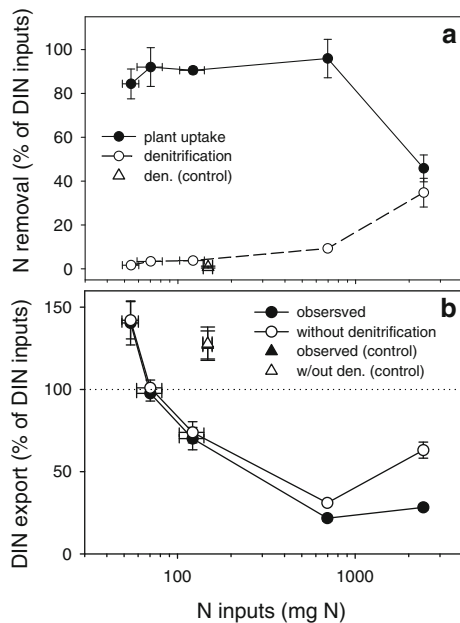 a
100
80
60
40
20
0
N removal (% of DIN inputs)
plant uptake
denitrification
den. (control)
b
150
100
50
0
DIN export (% of DIN inputs)
obsersved
without denitrification
observed (control)
w/out den. (control)
100
1000
N inputs (mg N)